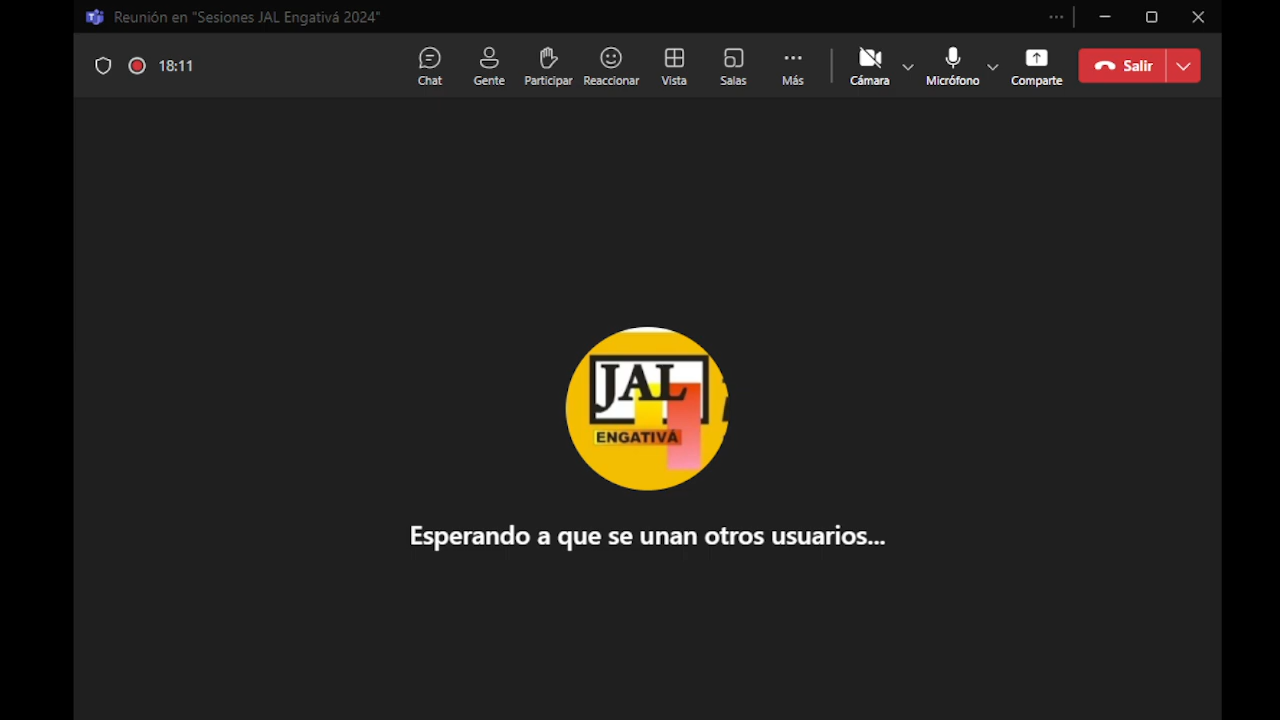 Reunión en "Sesiones JAL Engativá 2024"
18:11
Chat
Gente
Participar
Reaccionar
Vista
Salas
Más
Cámara
Micrófono
Comparte
Salir
JAL
ENGATIVÁ
Esperando a que se unan otros usuarios...